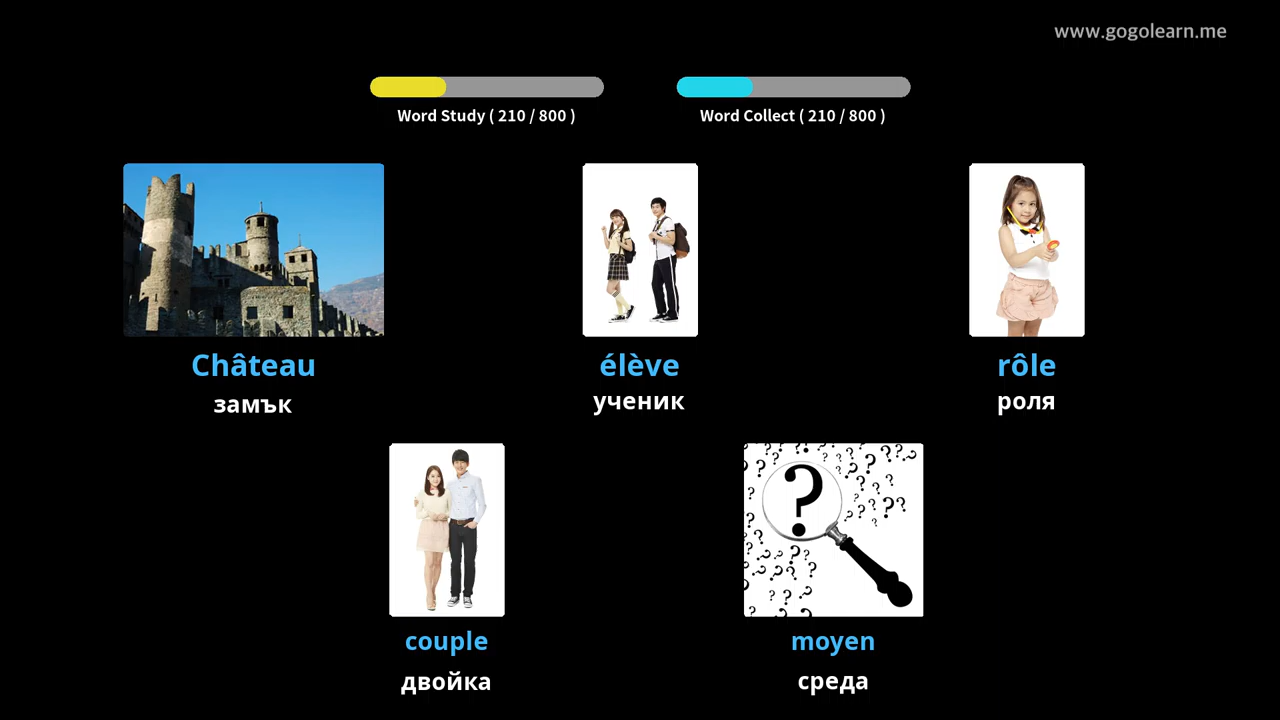 www.gogolearn.me
Word Study ( 210 / 800 )
Word Collect ( 210 / 800 )
Château
élève
rôle
замък
ученик
роля
couple
moyen
двойка
среда